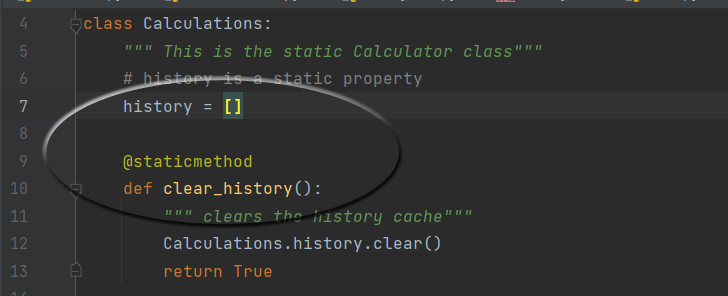 4 class Calculations:
5 """ This is the static Calculator class"""
6 # history is a static property
7 history = []
8
9 @staticmethod
10 def clear_history():
11 """ clears the history cache"""
12 Calculations.history.clear()
13 return True